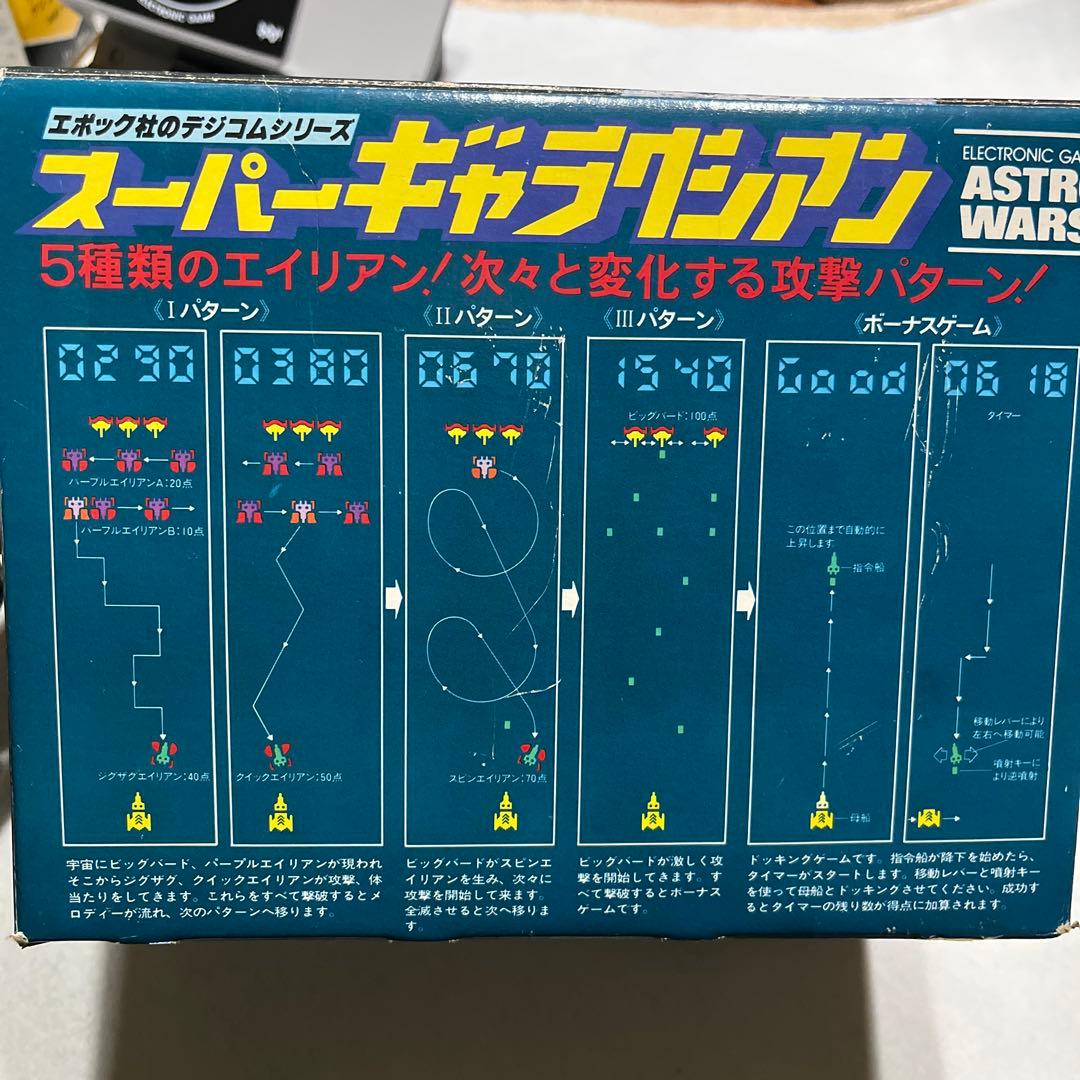 ELECTRONIC GAME
エポック社のデジコムシリーズ
スーパーギャラクシアン
ELECTRONIC GA
ASTR
WARS
5種類のエイリアン!次々と変化する攻撃パターン!
《Iパターン》
《IIパターン》
《IIIパターン》
《ボーナスゲーム》
0290
0380
0670
1540
Good
0618
タイマー
ビッグバード:100点
パープルエイリアンA:20点
パープルエイリアンB:10点
この位置まで自動的に
上昇します
指令船
移動レバーにより
左右へ移動可能
噴射キーに
より逆噴射
ジグザグエイリアン:40点
クイックエイリアン:50点
スピンエイリアン:70点
母船
宇宙にビッグバード、パープルエイリアンが現われ
そこからジグザグ、クイックエイリアンが攻撃、体
当たりをしてきます。これらをすべて撃破するとメ
ロディーが流れ、次のパターンへ移ります。
ビッグバードがスピンエ
イリアンを生み、次々に
攻撃を開始して来ます。
全滅させると次へ移りま
す。
ビッグバードが激しく攻
撃を開始してきます。す
べて撃破するとボーナス
ゲームです。
ドッキングゲームです。指令船が降下を始めたら、
タイマーがスタートします。移動レバーと噴射キー
を使って母船とドッキングさせてください。成功す
るとタイマーの残り数が得点に加算されます。